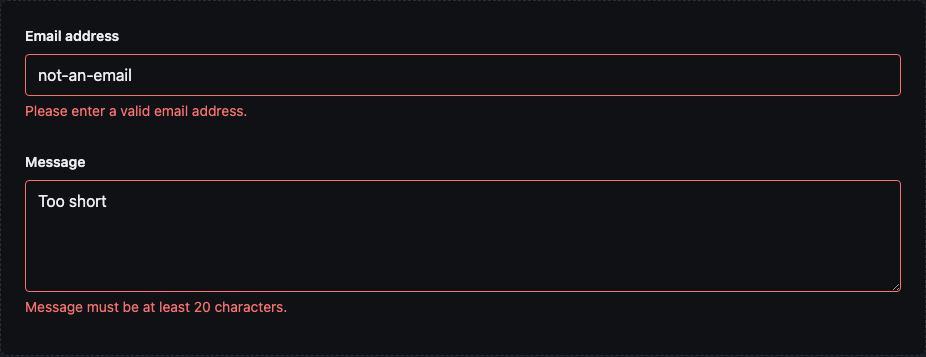 Email address
not-an-email
Please enter a valid email address.
Message
Too short
Message must be at least 20 characters.